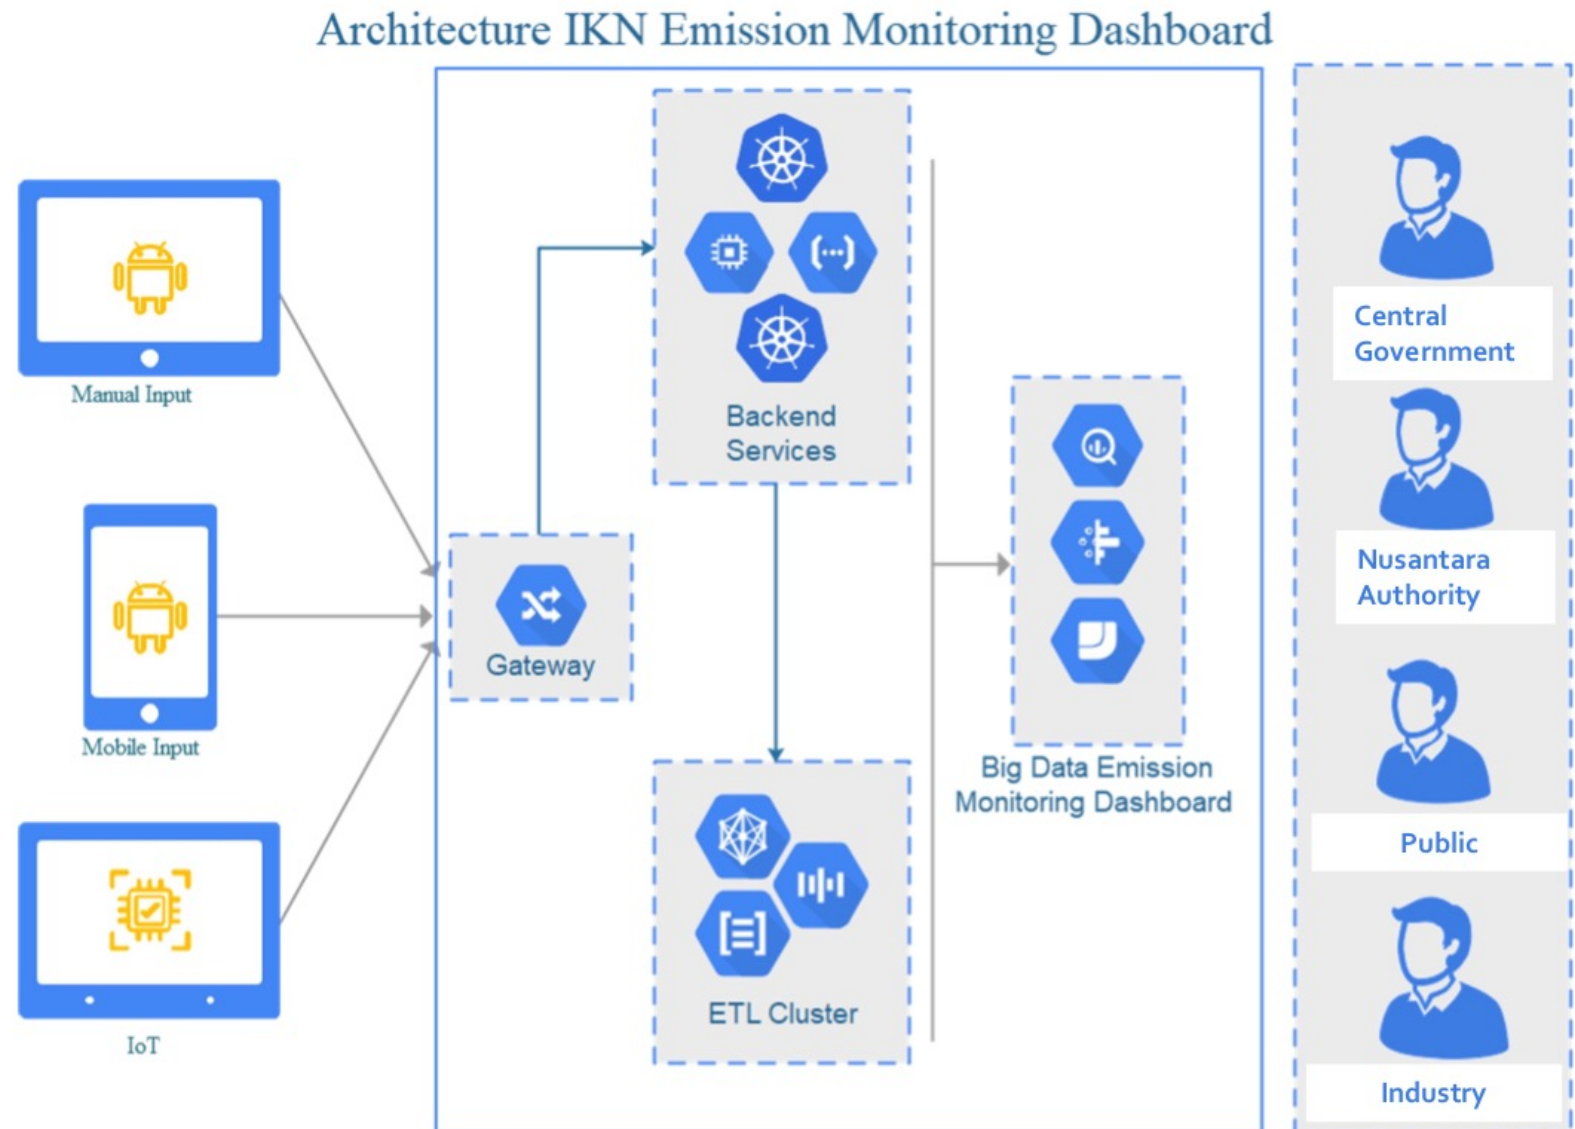 Architecture IKN Emission Monitoring Dashboard
Manual Input
Mobile Input
IoT
Gateway
Backend
Services
ETL Cluster
Big Data Emission
Monitoring Dashboard
Central
Government
Nusantara
Authority
Public
Industry